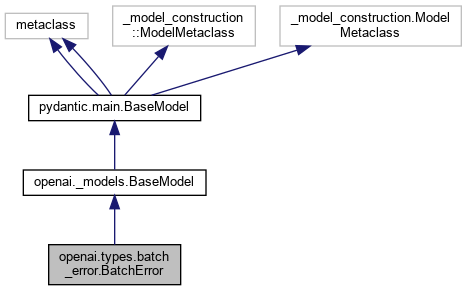 metaclass
_model_construction
::ModelMetaclass
_model_construction.Model
Metaclass
pydantic.main.BaseModel
openai._models.BaseModel
openai.types.batch
_error.BatchError